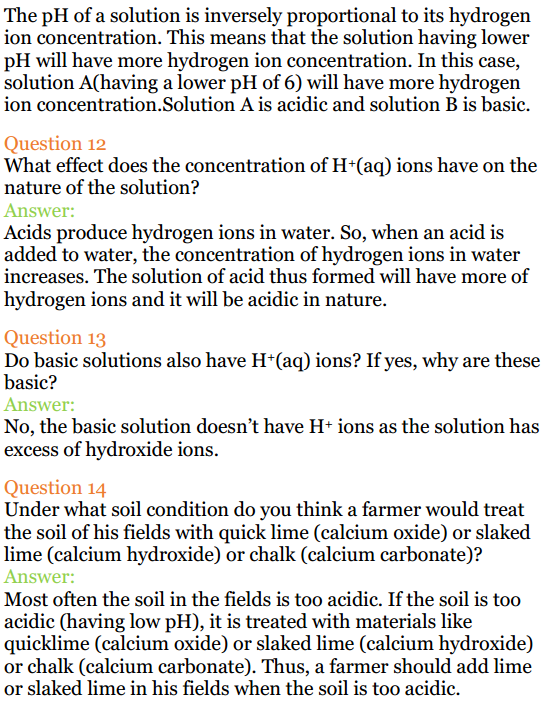 The pH of a solution is inversely proportional to its hydrogen
ion concentration. This means that the solution having lower
pH will have more hydrogen ion concentration. In this case,
solution A(having a lower pH of 6) will have more hydrogen
ion concentration.Solution A is acidic and solution B is basic.
Question 12
What effect does the concentration of H⁺(aq) ions have on the
nature of the solution?
Answer:
Acids produce hydrogen ions in water. So, when an acid is
added to water, the concentration of hydrogen ions in water
increases. The solution of acid thus formed will have more of
hydrogen ions and it will be acidic in nature.
Question 13
Do basic solutions also have H⁺(aq) ions? If yes, why are these
basic?
Answer:
No, the basic solution doesn’t have H⁺ ions as the solution has
excess of hydroxide ions.
Question 14
Under what soil condition do you think a farmer would treat
the soil of his fields with quick lime (calcium oxide) or slaked
lime (calcium hydroxide) or chalk (calcium carbonate)?
Answer:
Most often the soil in the fields is too acidic. If the soil is too
acidic (having low pH), it is treated with materials like
quicklime (calcium oxide) or slaked lime (calcium hydroxide)
or chalk (calcium carbonate). Thus, a farmer should add lime
or slaked lime in his fields when the soil is too acidic.